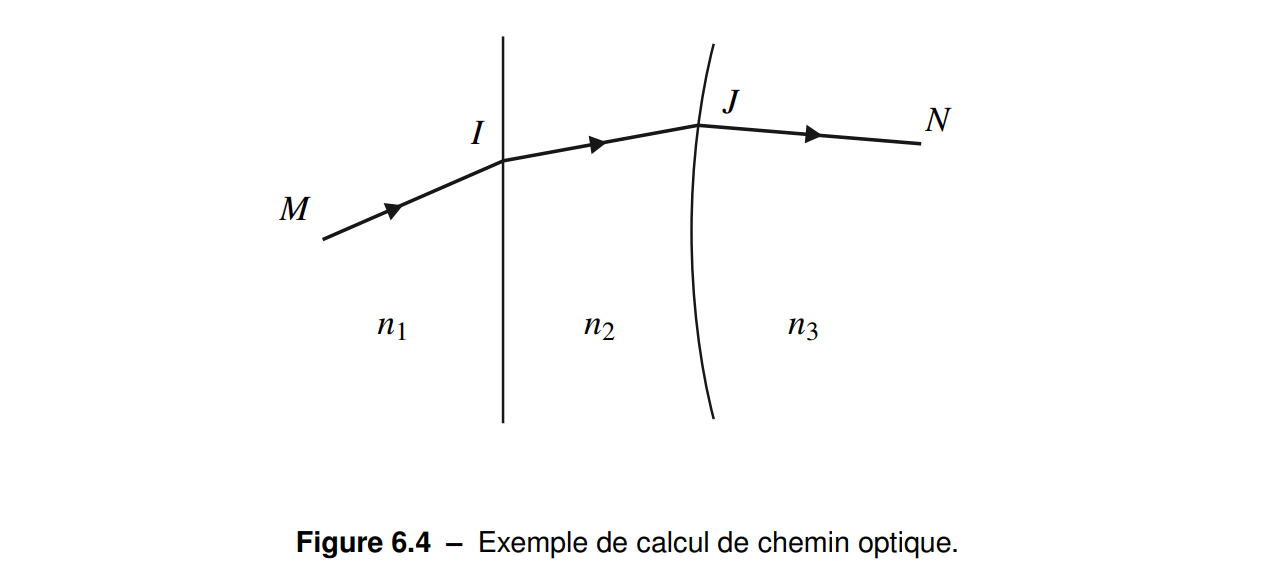 J
N
I
M
n1
n2
n3
Figure 6.4 – Exemple de calcul de chemin optique.